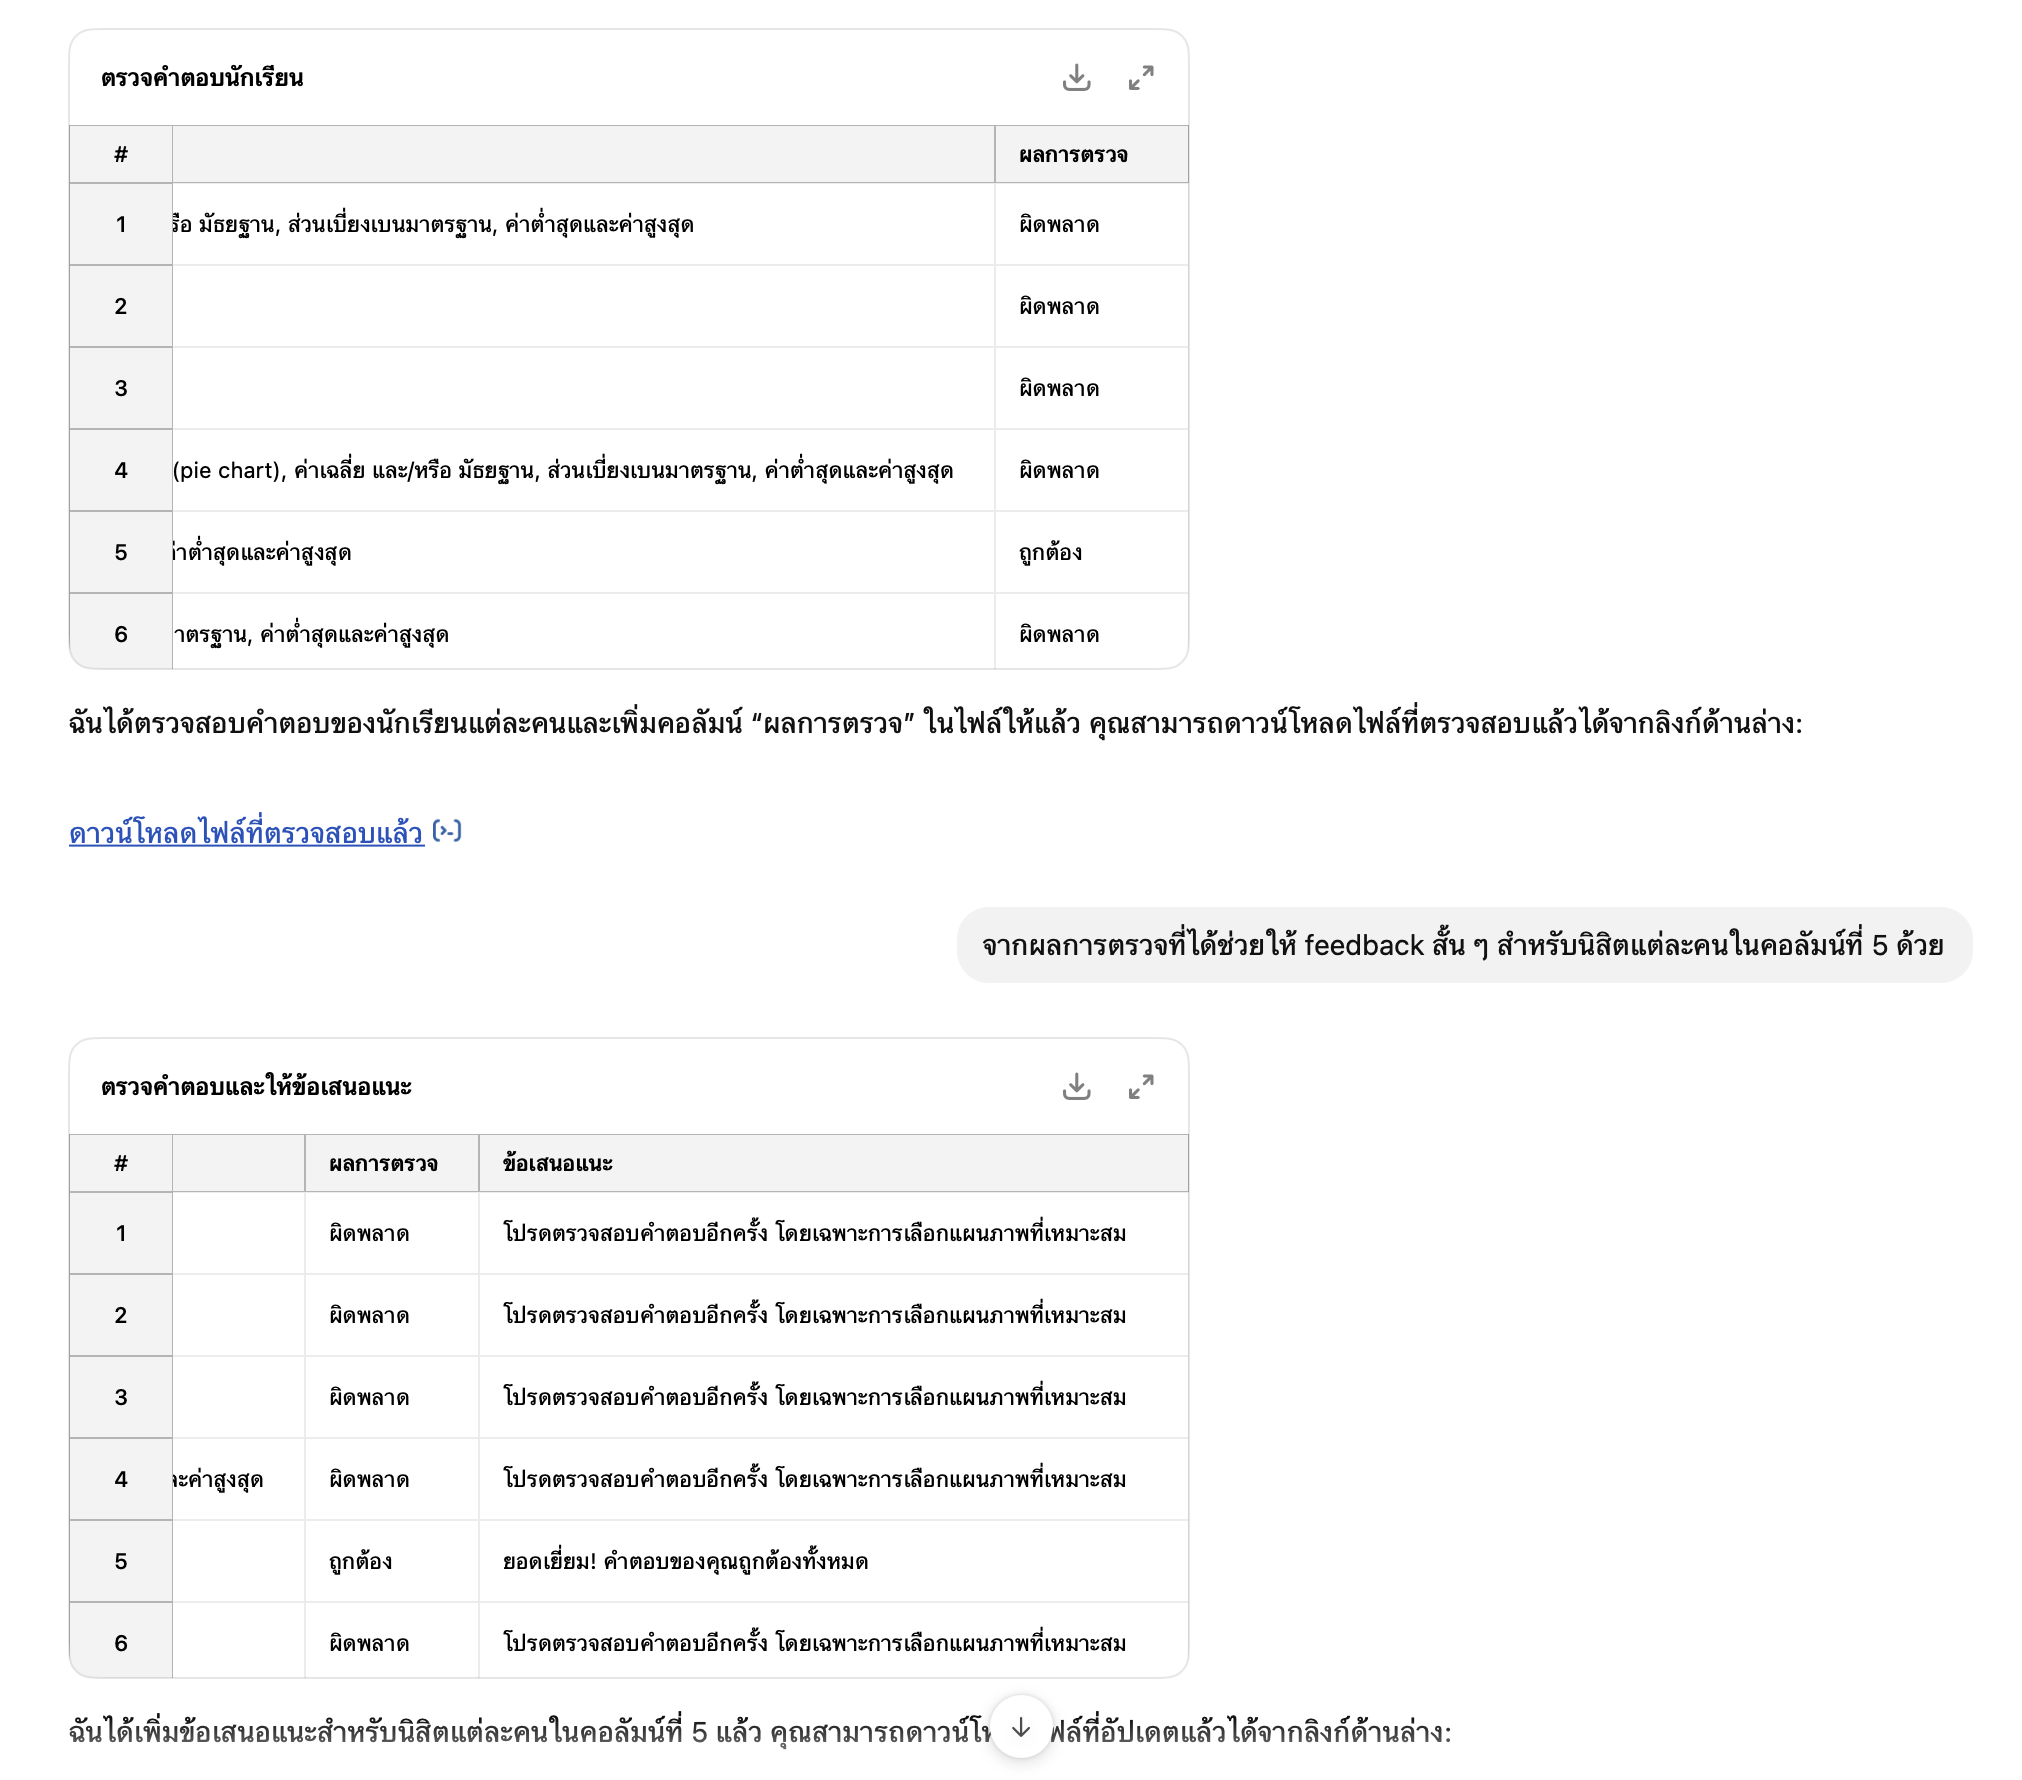 ตรวจคำตอบนักเรียน
# ผลการตรวจ
1 รือ มัธยฐาน, ส่วนเบี่ยงเบนมาตรฐาน, ค่าต่ำสุดและค่าสูงสุด ผิดพลาด
2 ผิดพลาด
3 ผิดพลาด
4 (pie chart), ค่าเฉลี่ย และ/หรือ มัธยฐาน, ส่วนเบี่ยงเบนมาตรฐาน, ค่าต่ำสุดและค่าสูงสุด ผิดพลาด
5 ค่าต่ำสุดและค่าสูงสุด ถูกต้อง
6 าตรฐาน, ค่าต่ำสุดและค่าสูงสุด ผิดพลาด
ฉันได้ตรวจสอบคำตอบของนักเรียนแต่ละคนและเพิ่มคอลัมน์ “ผลการตรวจ” ในไฟล์ให้แล้ว คุณสามารถดาวน์โหลดไฟล์ที่ตรวจสอบแล้วได้จากลิงก์ด้านล่าง:
ดาวน์โหลดไฟล์ที่ตรวจสอบแล้ว
จากผลการตรวจที่ได้ช่วยให้ feedback สั้น ๆ สำหรับนิสิตแต่ละคนในคอลัมน์ที่ 5 ด้วย
ตรวจคำตอบและให้ข้อเสนอแนะ
# ผลการตรวจ ข้อเสนอแนะ
1 ผิดพลาด โปรดตรวจสอบคำตอบอีกครั้ง โดยเฉพาะการเลือกแผนภาพที่เหมาะสม
2 ผิดพลาด โปรดตรวจสอบคำตอบอีกครั้ง โดยเฉพาะการเลือกแผนภาพที่เหมาะสม
3 ผิดพลาด โปรดตรวจสอบคำตอบอีกครั้ง โดยเฉพาะการเลือกแผนภาพที่เหมาะสม
4 ละค่าสูงสุด ผิดพลาด โปรดตรวจสอบคำตอบอีกครั้ง โดยเฉพาะการเลือกแผนภาพที่เหมาะสม
5 ถูกต้อง ยอดเยี่ยม! คำตอบของคุณถูกต้องทั้งหมด
6 ผิดพลาด โปรดตรวจสอบคำตอบอีกครั้ง โดยเฉพาะการเลือกแผนภาพที่เหมาะสม
ฉันได้เพิ่มข้อเสนอแนะสำหรับนิสิตแต่ละคนในคอลัมน์ที่ 5 แล้ว คุณสามารถดาวน์โห ฟล์ที่อัปเดตแล้วได้จากลิงก์ด้านล่าง: